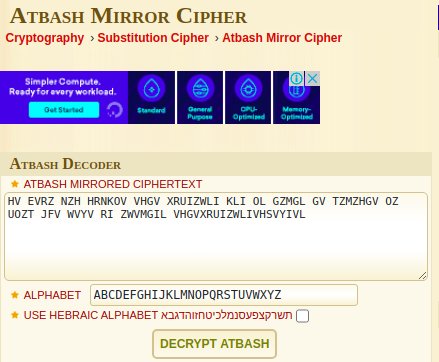 Atbash Mirror Cipher
Cryptography › Substitution Cipher › Atbash Mirror Cipher
Simpler Compute.
Ready for every workload.
Get Started
Standard
General Purpose
CPU-Optimized
Memory-Optimized
Atbash Decoder
★ ATBASH MIRRORED CIPHERTEXT
HV EVRZ NZH HRNKOV VHGV XRUIZWLI KLI OL GZMGL GV TZMZHGV OZ
UOZT JFV WVYV RI ZWVMGIL VHGVXRUIZWLIVHSVYIVL
★ ALPHABET ABCDEFGHIJKLMNOPQRSTUVWXYZ
★ USE HEBRAIC ALPHABET תשרקצפעסנמלכיטחזוהדגבא
DECRYPT ATBASH